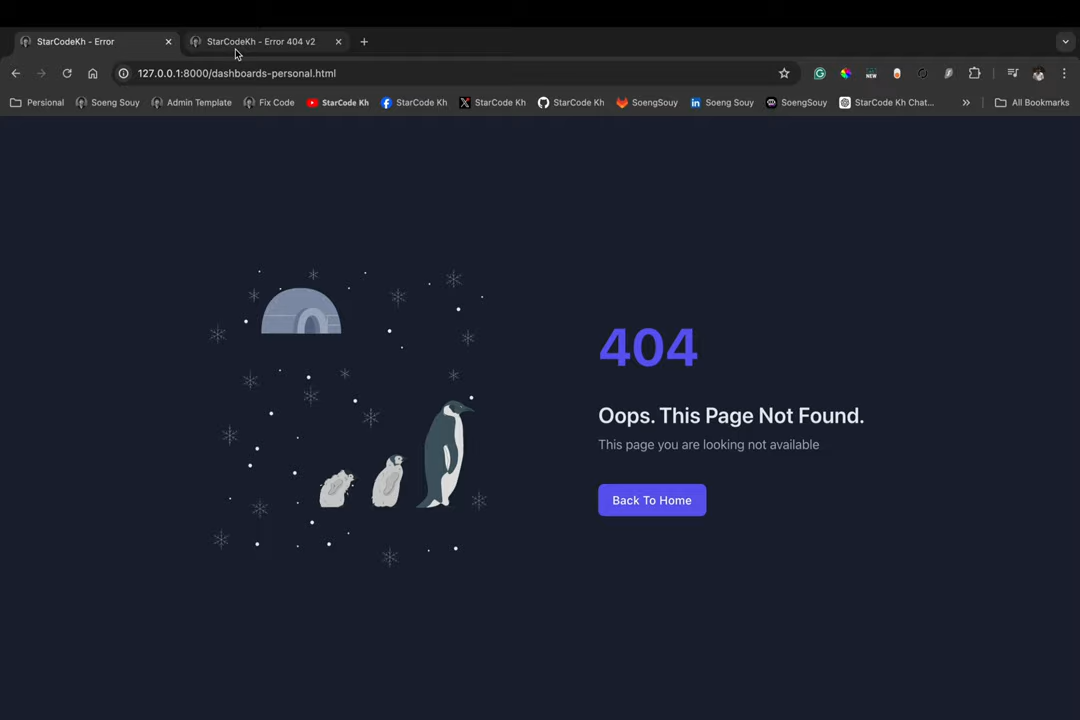 StarCodeKh - Error
StarCodeKh - Error 404 v2
127.0.0.1:8000/dashboards-personal.html
NEW
Persional Soeng Souy Admin Template Fix Code StarCode Kh StarCode Kh StarCode Kh StarCode Kh SoengSouy Soeng Souy SoengSouy StarCode Kh Chat... All Bookmarks
404
Oops. This Page Not Found.
This page you are looking not available
Back To Home